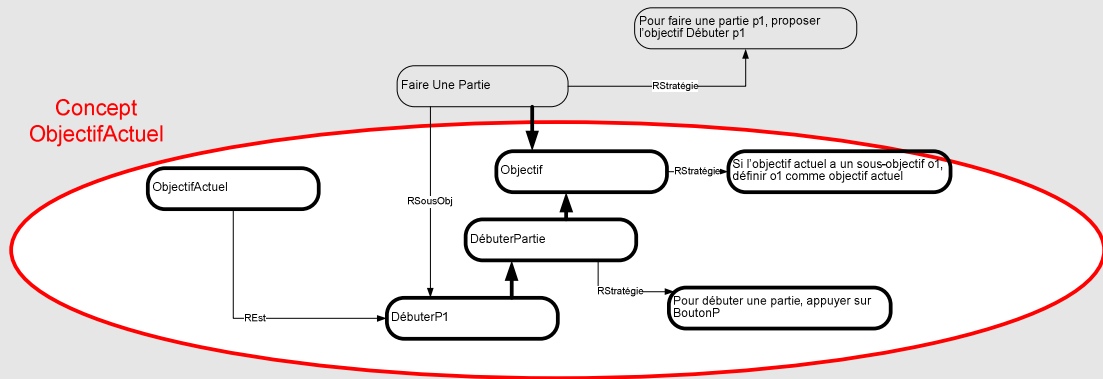 Pour faire une partie p1, proposer
l'objectif Débuter p1
Faire Une Partie
RStratégie
Concept
ObjectifActuel
Objectif
RStratégie
Si l'objectif actuel a un sous-objectif o1,
définir o1 comme objectif actuel
ObjectifActuel
RSousObj
DébuterPartie
RStratégie
Pour débuter une partie, appuyer sur
BoutonP
REst
DébuterP1